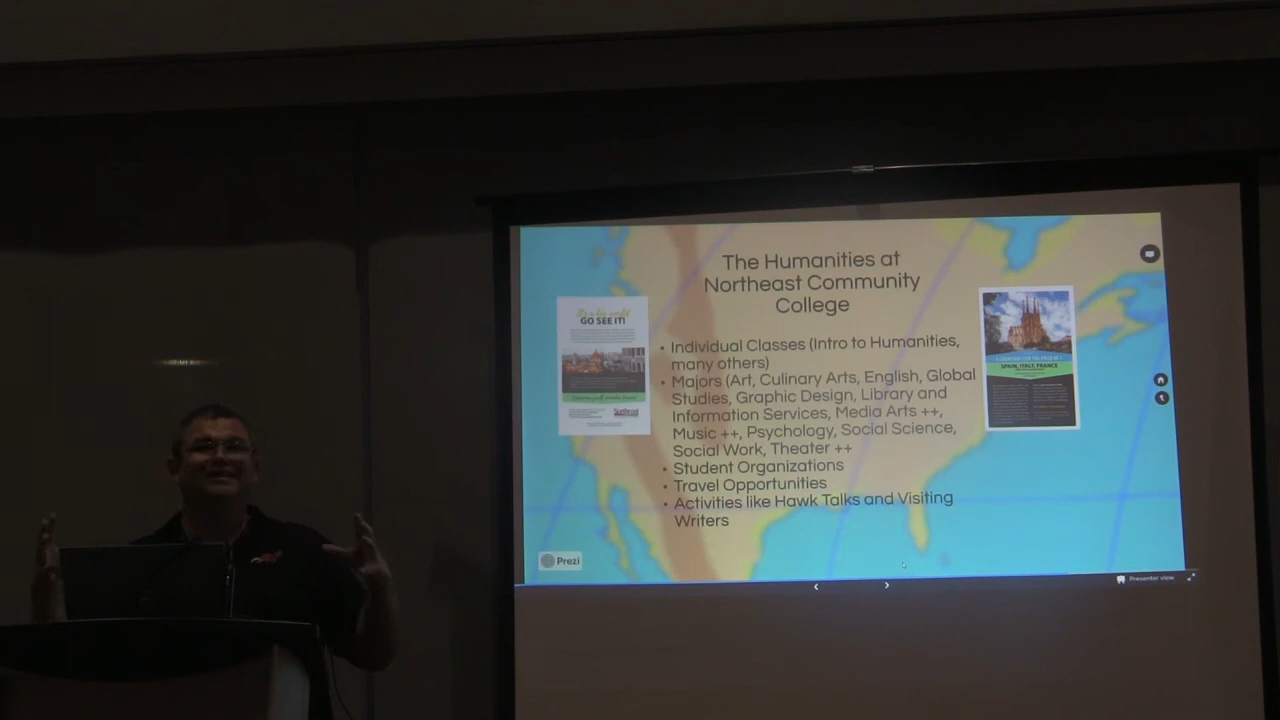 The Humanities at
Northeast Community
College
GO SEE IT!
• Individual Classes (Intro to Humanities,
many others)
• Majors (Art, Culinary Arts, English, Global
Studies, Graphic Design, Library and
Information Services, Media Arts ++,
Music ++, Psychology, Social Science,
Social Work, Theater ++
• Student Organizations
• Travel Opportunities
• Activities like Hawk Talks and Visiting
Writers
SPAIN, ITALY, FRANCE
Northeast
Prezi
Presenter view